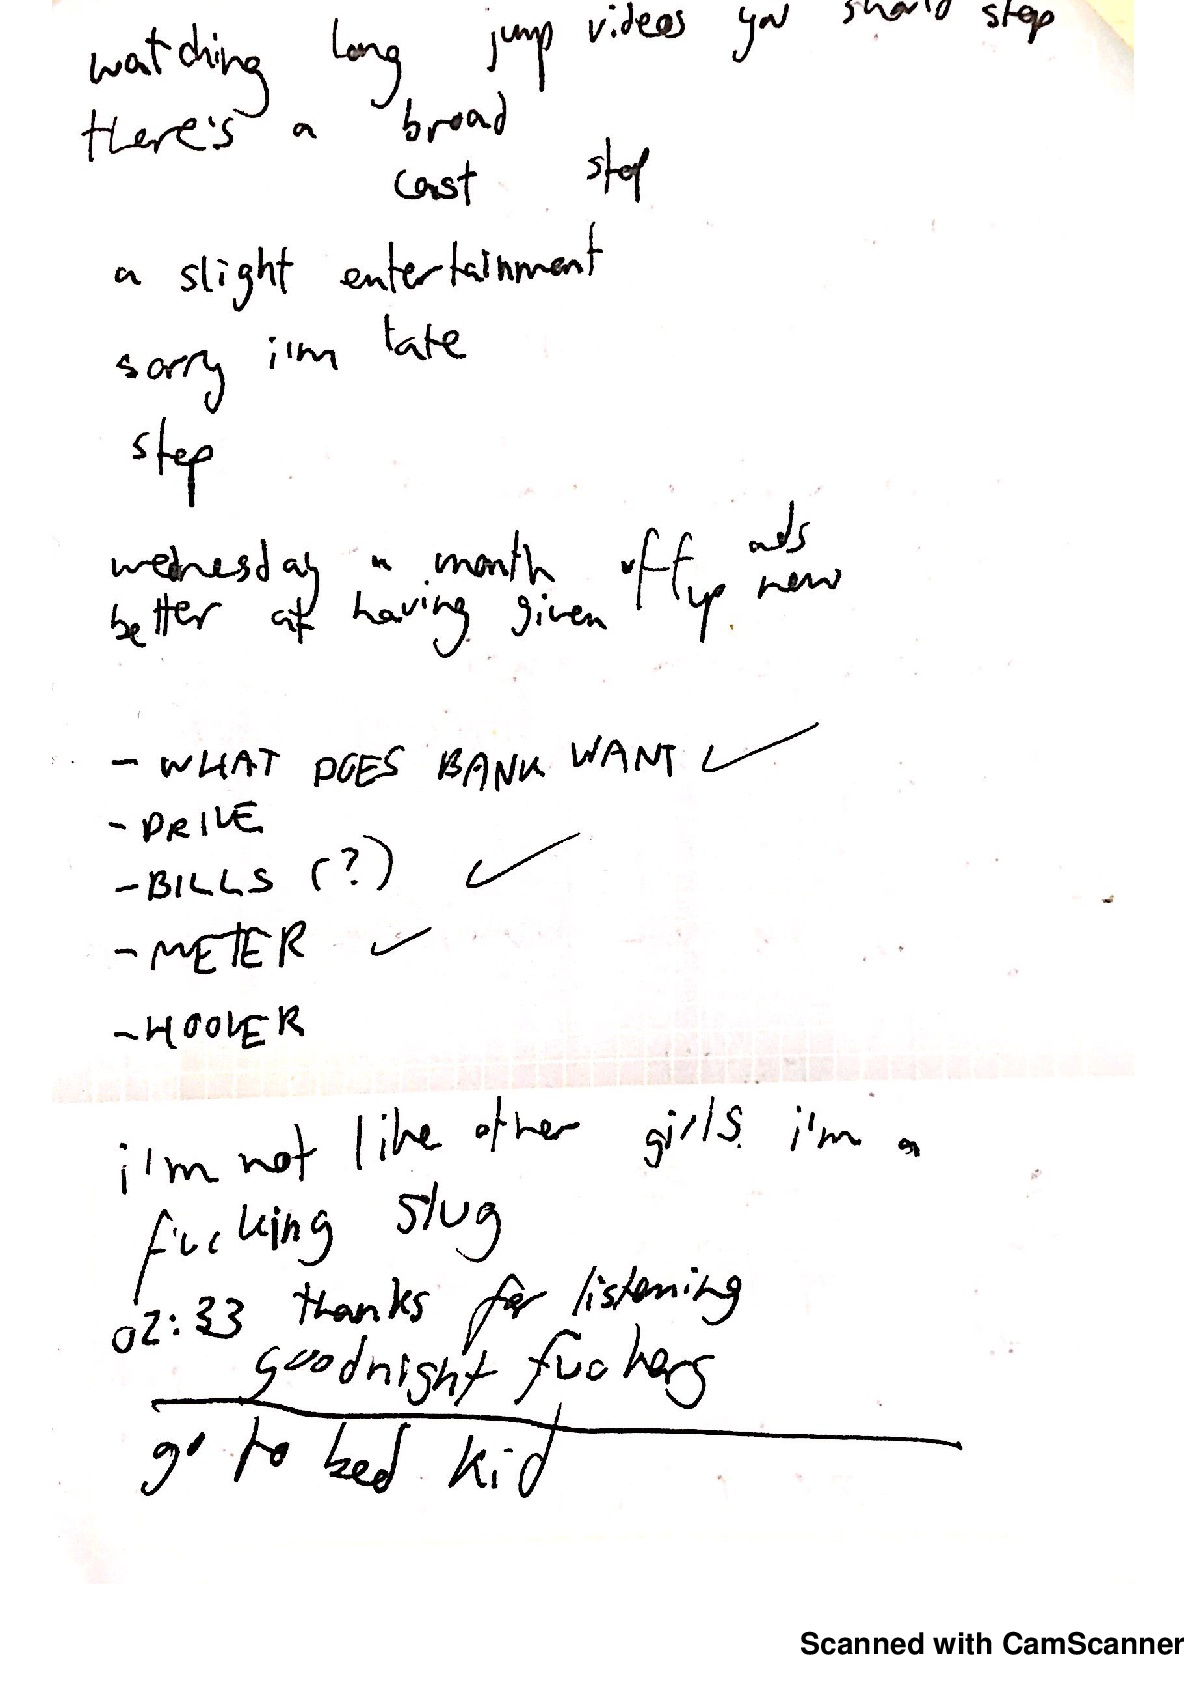 watching long jump videos you should stop
there's a broad
cast stop
a slight entertainment
sorry i'm late
step
wednesday a month off ads
better at having given up new
- WHAT DOES BANK WANT ✓
- DRIVE
- BILLS (?) ✓
- METER ✓
- HOOVER
i'm not like other girls. i'm a
fucking slug
02:33 thanks for listening
goodnight fuckers
go to bed kid
Scanned with CamScanner